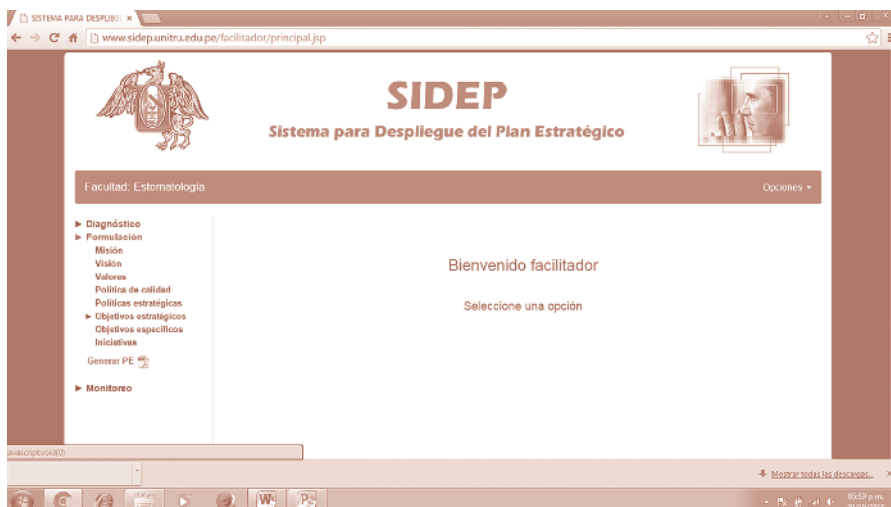 SISTEMA PARA DESPLIEG
www.sidep.unitru.edu.pe/facilitador/principal.jsp
SIDEP
Sistema para Despliegue del Plan Estratégico
Facultad: Estomatología
Opciones
Diagnóstico
Formulación
Misión
Visión
Valores
Política de calidad
Políticas estratégicas
Objetivos estratégicos
Objetivos específicos
Iniciativas
Generar PE
Monitoreo
Bienvenido facilitador
Seleccione una opción
avascript:void(0)
Mostrar todas las descargas...
05:59 p.m.